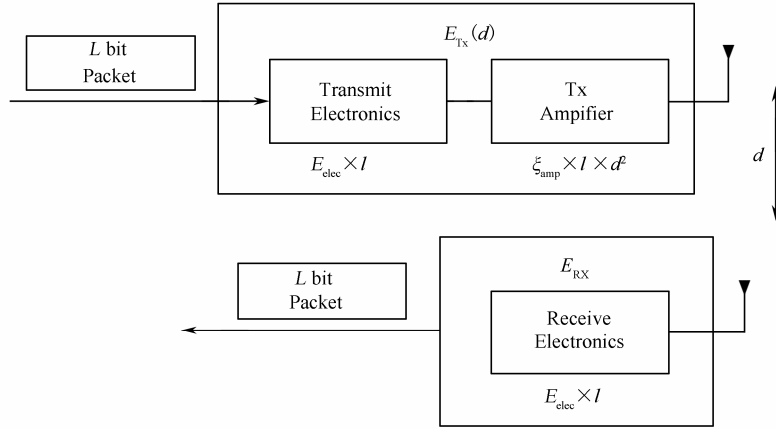 E_Tx(d)
L bit
Packet
Transmit
Electronics
Tx
Ampifier
E_elec×l
ξ_amp×l×d²
d
E_RX
L bit
Packet
Receive
Electronics
E_elec×l